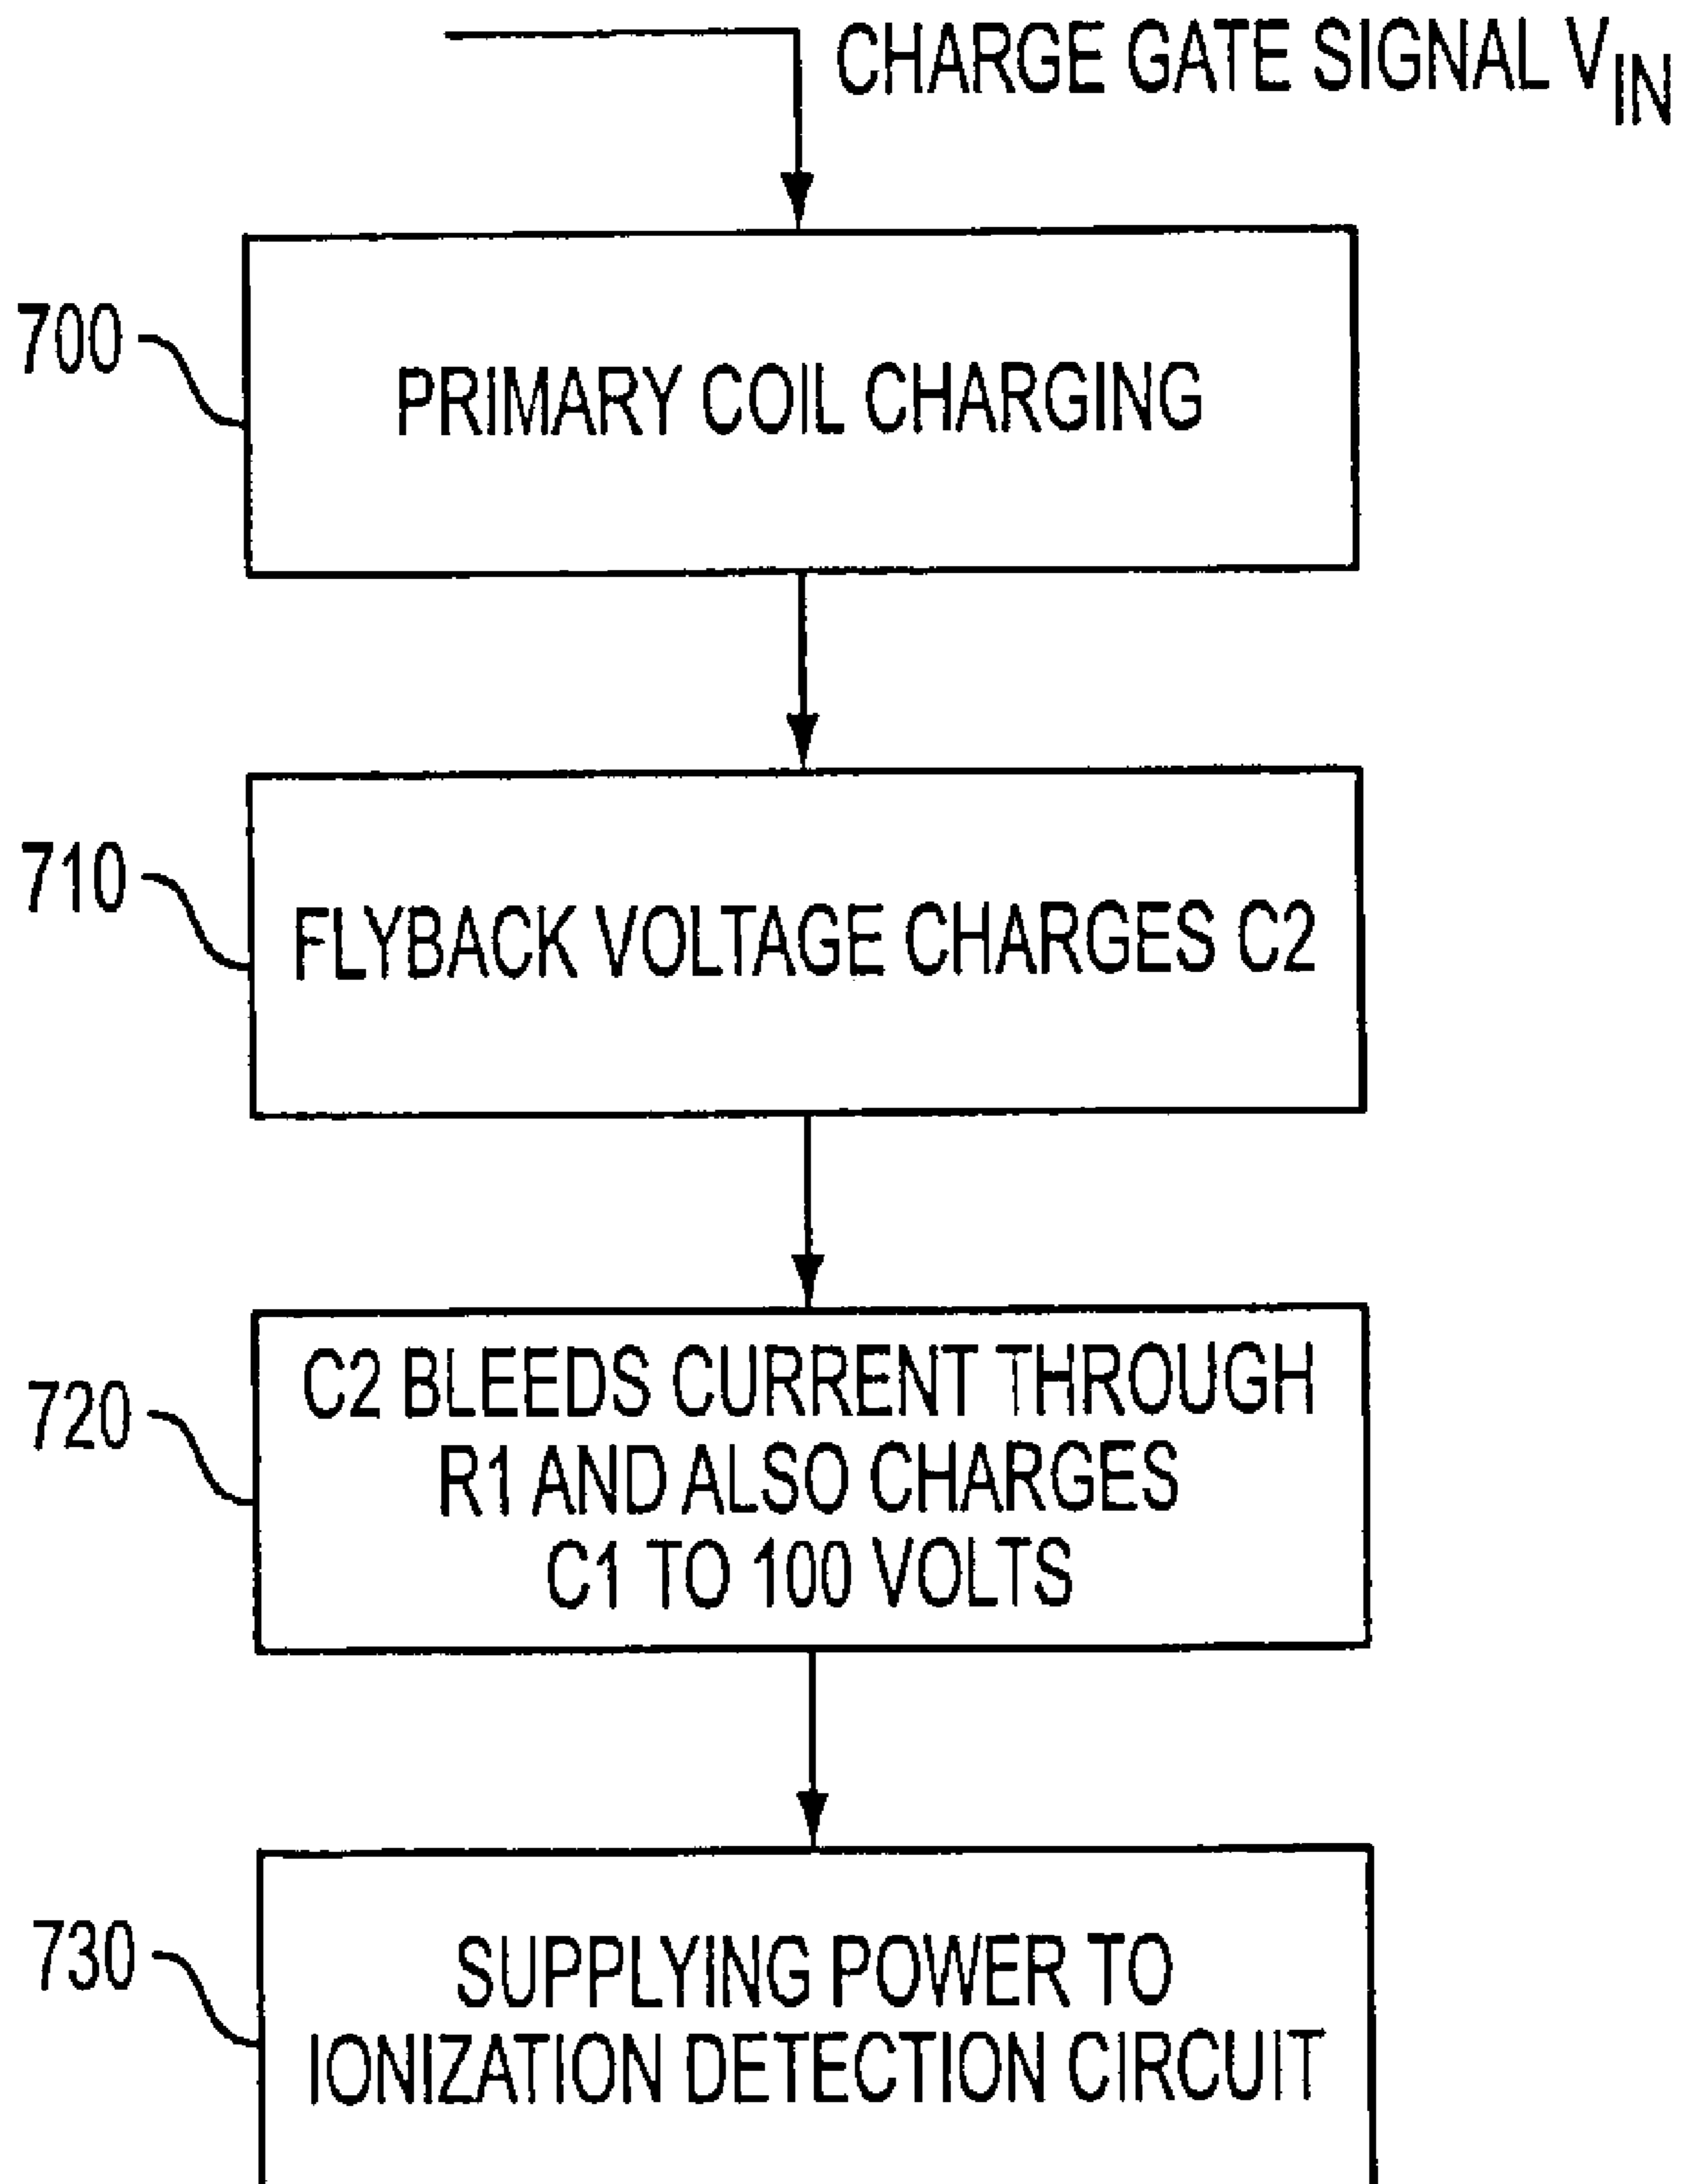 CHARGE GATE SIGNAL VIN
700
PRIMARY COIL CHARGING
710
FLYBACK VOLTAGE CHARGES C2
720
C2 BLEEDS CURRENT THROUGH
R1 AND ALSO CHARGES
C1 TO 100 VOLTS
730
SUPPLYING POWER TO
IONIZATION DETECTION CIRCUIT